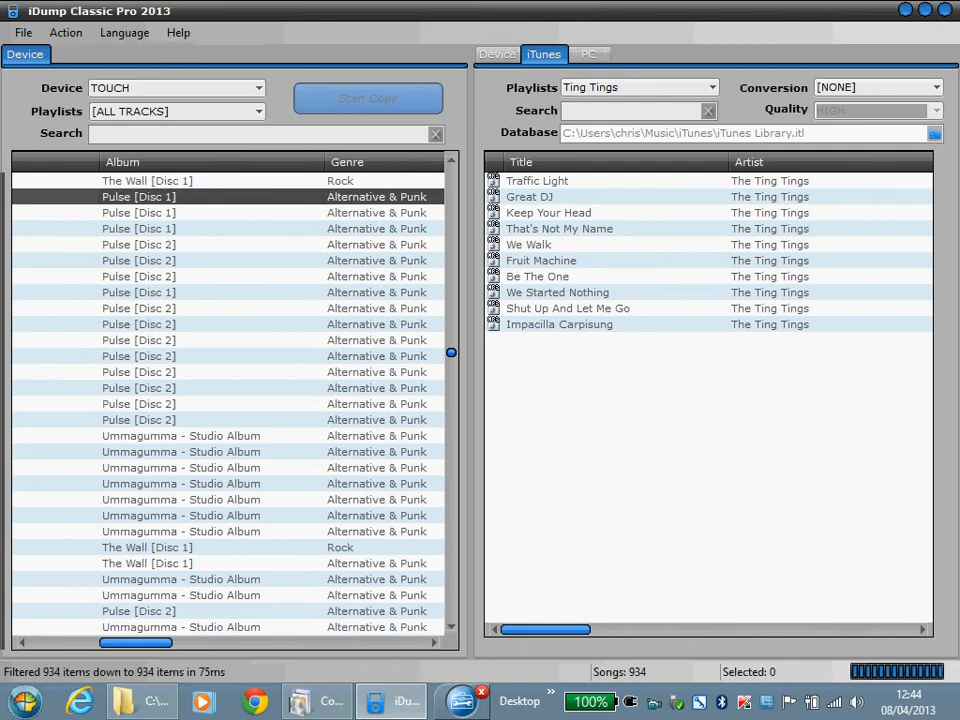 iDump Classic Pro 2013
File Action Language Help
Device
Device TOUCH
Start Copy
Playlists [ALL TRACKS]
Search
Album Genre
The Wall [Disc 1] Rock
Pulse [Disc 1] Alternative & Punk
Pulse [Disc 1] Alternative & Punk
Pulse [Disc 1] Alternative & Punk
Pulse [Disc 2] Alternative & Punk
Pulse [Disc 2] Alternative & Punk
Pulse [Disc 2] Alternative & Punk
Pulse [Disc 1] Alternative & Punk
Pulse [Disc 2] Alternative & Punk
Pulse [Disc 2] Alternative & Punk
Pulse [Disc 2] Alternative & Punk
Pulse [Disc 2] Alternative & Punk
Pulse [Disc 2] Alternative & Punk
Pulse [Disc 2] Alternative & Punk
Pulse [Disc 2] Alternative & Punk
Pulse [Disc 2] Alternative & Punk
Ummagumma - Studio Album Alternative & Punk
Ummagumma - Studio Album Alternative & Punk
Ummagumma - Studio Album Alternative & Punk
Ummagumma - Studio Album Alternative & Punk
Ummagumma - Studio Album Alternative & Punk
Ummagumma - Studio Album Alternative & Punk
Ummagumma - Studio Album Alternative & Punk
The Wall [Disc 1] Rock
The Wall [Disc 1] Alternative & Punk
Ummagumma - Studio Album Alternative & Punk
Ummagumma - Studio Album Alternative & Punk
Pulse [Disc 2] Alternative & Punk
Ummagumma - Studio Album Alternative & Punk
Device iTunes PC
Playlists Ting Tings Conversion [NONE]
Search Quality HIGH
Database C:\Users\chris\Music\iTunes\iTunes Library.itl
Title Artist
Traffic Light The Ting Tings
Great DJ The Ting Tings
Keep Your Head The Ting Tings
That's Not My Name The Ting Tings
We Walk The Ting Tings
Fruit Machine The Ting Tings
Be The One The Ting Tings
We Started Nothing The Ting Tings
Shut Up And Let Me Go The Ting Tings
Impacilla Carpisung The Ting Tings
Filtered 934 items down to 934 items in 75ms Songs: 934 Selected: 0
C:\... Co... iDu... Desktop » 100% 12:44
08/04/2013